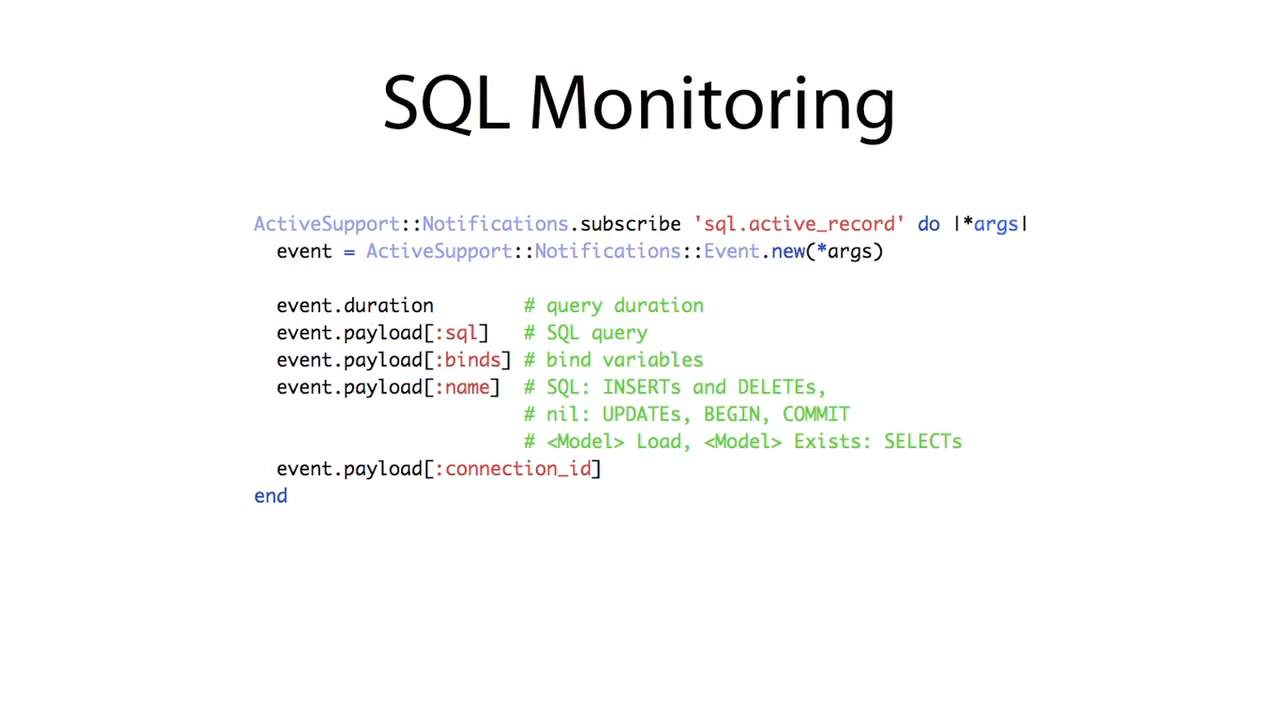 SQL Monitoring
ActiveSupport::Notifications.subscribe 'sql.active_record' do |*args|
event = ActiveSupport::Notifications::Event.new(*args)
event.duration # query duration
event.payload[:sql] # SQL query
event.payload[:binds] # bind variables
event.payload[:name] # SQL: INSERTs and DELETEs,
# nil: UPDATEs, BEGIN, COMMIT
# <Model> Load, <Model> Exists: SELECTs
event.payload[:connection_id]
end